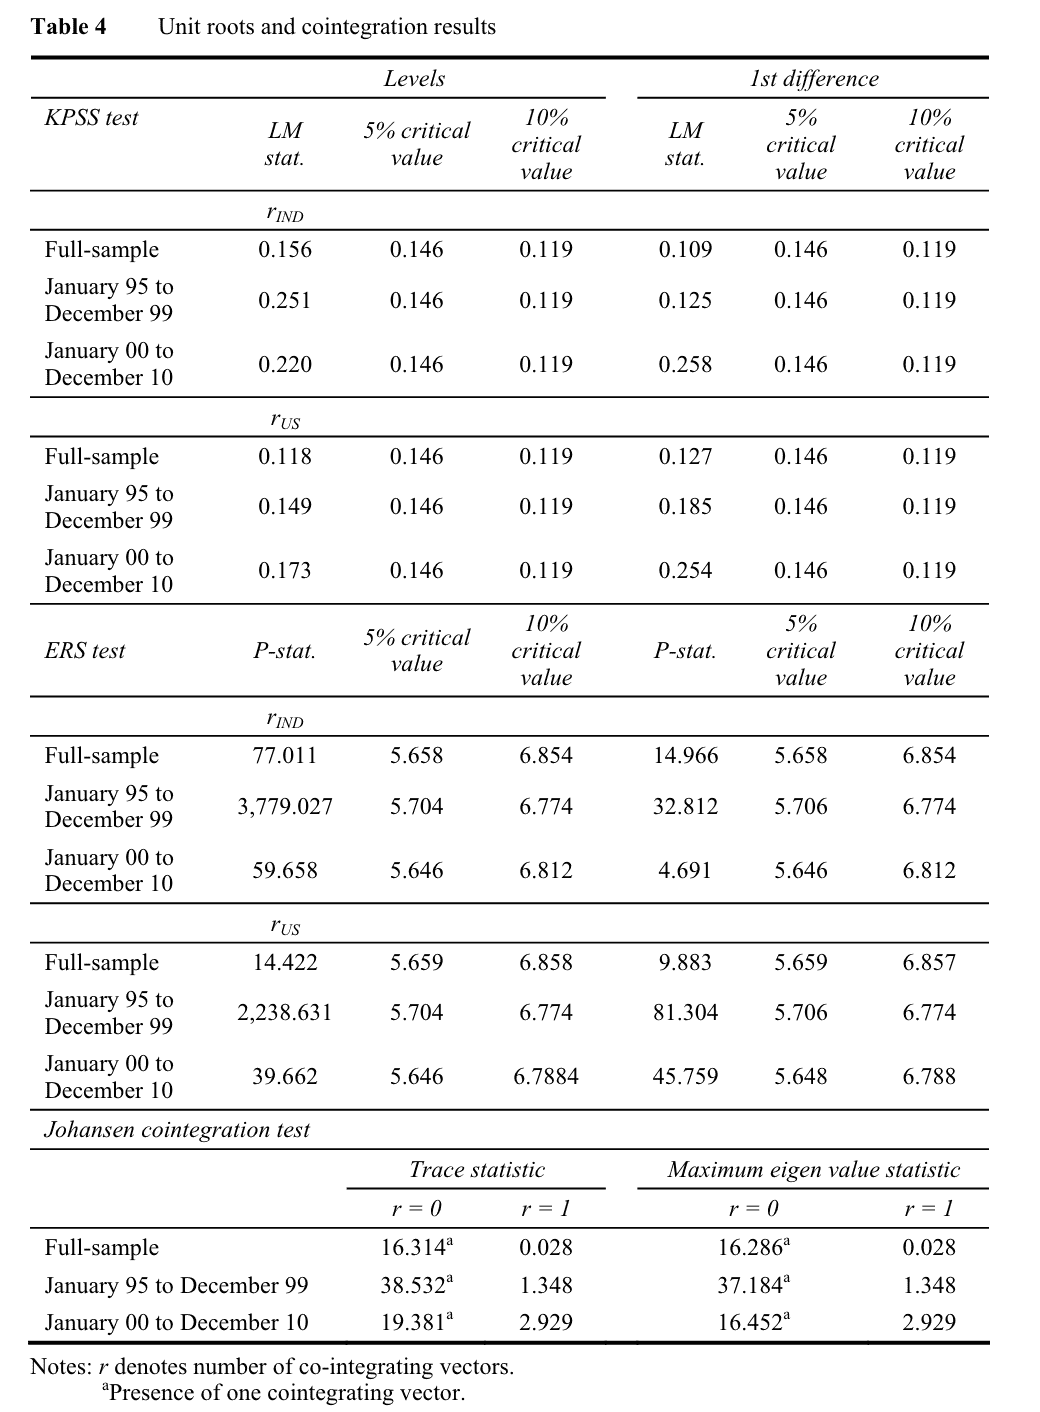 Table 4 Unit roots and cointegration results
Levels 1st difference
KPSS test LM stat. 5% critical value 10% critical value LM stat. 5% critical value 10% critical value
rIND
Full-sample 0.156 0.146 0.119 0.109 0.146 0.119
January 95 to December 99 0.251 0.146 0.119 0.125 0.146 0.119
January 00 to December 10 0.220 0.146 0.119 0.258 0.146 0.119
rUS
Full-sample 0.118 0.146 0.119 0.127 0.146 0.119
January 95 to December 99 0.149 0.146 0.119 0.185 0.146 0.119
January 00 to December 10 0.173 0.146 0.119 0.254 0.146 0.119
ERS test P-stat. 5% critical value 10% critical value P-stat. 5% critical value 10% critical value
rIND
Full-sample 77.011 5.658 6.854 14.966 5.658 6.854
January 95 to December 99 3,779.027 5.704 6.774 32.812 5.706 6.774
January 00 to December 10 59.658 5.646 6.812 4.691 5.646 6.812
rUS
Full-sample 14.422 5.659 6.858 9.883 5.659 6.857
January 95 to December 99 2,238.631 5.704 6.774 81.304 5.706 6.774
January 00 to December 10 39.662 5.646 6.7884 45.759 5.648 6.788
Johansen cointegration test
Trace statistic Maximum eigen value statistic
r = 0 r = 1 r = 0 r = 1
Full-sample 16.314a 0.028 16.286a 0.028
January 95 to December 99 38.532a 1.348 37.184a 1.348
January 00 to December 10 19.381a 2.929 16.452a 2.929
Notes: r denotes number of co-integrating vectors.
aPresence of one cointegrating vector.